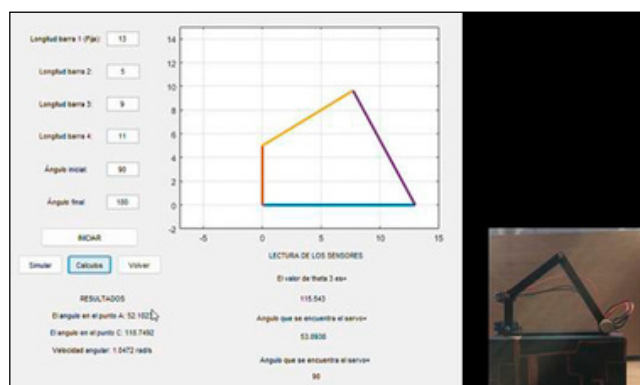 Longitud barra 1 (Fija): 13
Longitud barra 2: 5
Longitud barra 3: 9
Longitud barra 4: 11
Ángulo inicial: 90
Ángulo final: 180
INICIAR
Simular Calculos Volver
RESULTADOS
El angulo en el punto A:
El angulo en el punto C: 118.7492
Velocidad angular: 1.0472 rad/s
14
12
10
8
6
4
2
0
-2
-5 0 5 10 15
LECTURA DE LOS SENSORES
El valor de theta 3 es=
115.543
Angulo que se encuentra el servo=
53.8938
Angulo que se encuentra el servo=
90